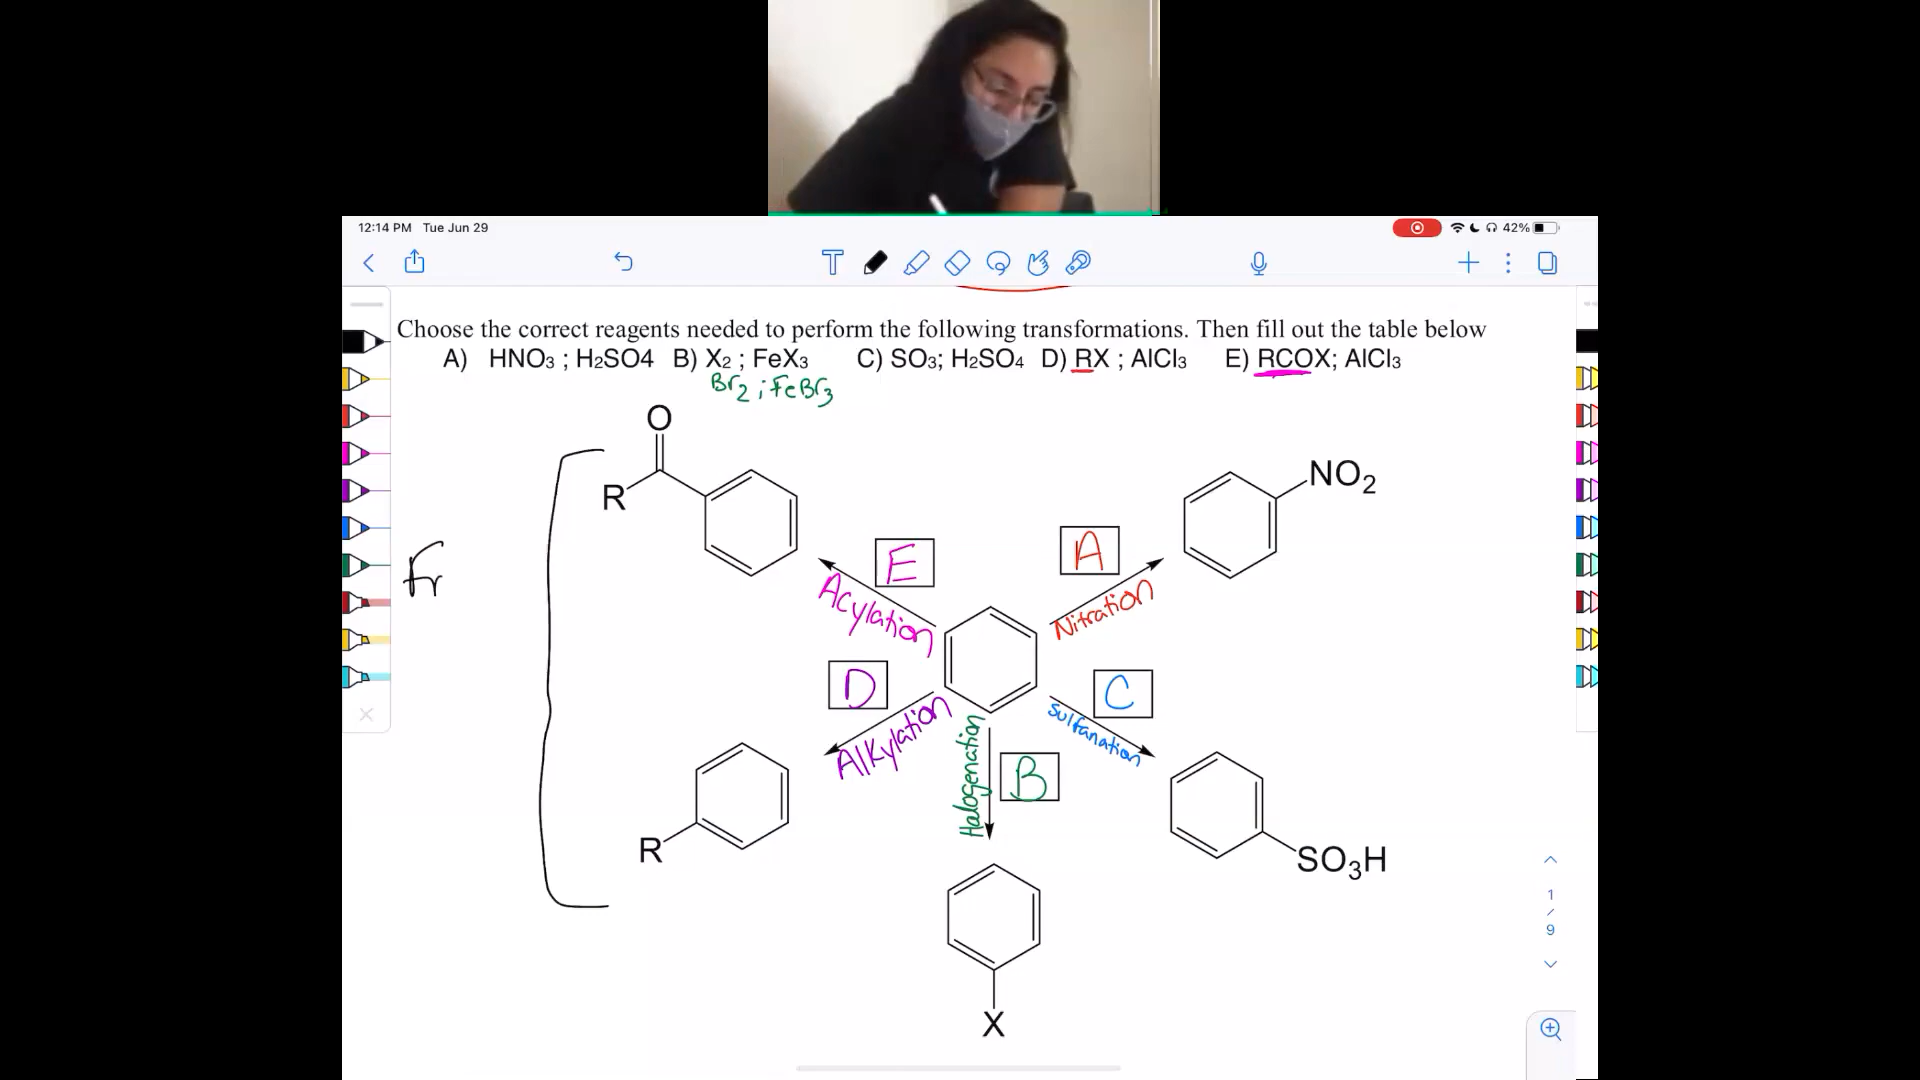 12:14 PM Tue Jun 29
42%
Choose the correct reagents needed to perform the following transformations. Then fill out the table below
A) HNO3 ; H2SO4 B) X2 ; FeX3 C) SO3; H2SO4 D) RX ; AlCl3 E) RCOX; AlCl3
Br2 ; FeBr3
O
R
NO2
E
A
Acylation
Nitration
Fr
D
C
Alkylation
Halogenation
sulfanation
B
R
SO3H
X
1
/
9